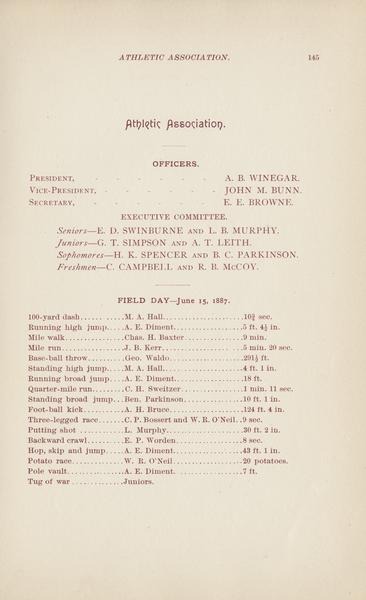 ATHLETIC ASSOCIATION. 145
Athletic Association.
OFFICERS.
PRESIDENT, - - - - - - A. B. WINEGAR.
VICE-PRESIDENT, - - - - - - JOHN M. BUNN.
SECRETARY, - - - - - - E. E. BROWNE.
EXECUTIVE COMMITTEE.
Seniors—E. D. SWINBURNE AND L. B. MURPHY.
Juniors—G. T. SIMPSON AND A. T. LEITH.
Sophomores—H. K. SPENCER AND B. C. PARKINSON.
Freshmen—C. CAMPBELL AND R. B. McCOY.
FIELD DAY—June 15, 1887.
100-yard dash...........M. A. Hall......................10¾ sec.
Running high jump....A. E. Diment...................5 ft. 4½ in.
Mile walk...............Chas. H. Baxter................9 min.
Mile run.................J. B. Kerr......................5 min. 20 sec.
Base-ball throw.........Geo. Waldo.....................291½ ft.
Standing high jump.....M. A. Hall......................4 ft. 1 in.
Running broad jump....A. E. Diment...................18 ft.
Quarter-mile run........C. H. Sweitzer.................1 min. 11 sec.
Standing broad jump...Ben. Parkinson.................10 ft. 1 in.
Foot-ball kick...........A. H. Bruce....................124 ft. 4 in.
Three-legged race.......C. P. Bossert and W. R. O'Neil..9 sec.
Putting shot ............L. Murphy......................30 ft. 2 in.
Backward crawl.........E. P. Worden...................8 sec.
Hop, skip and jump.....A. E. Diment...................43 ft. 1 in.
Potato race..............W. R. O'Neil...................20 potatoes.
Pole vault...............A. E. Diment...................7 ft.
Tug of war ..............Juniors.